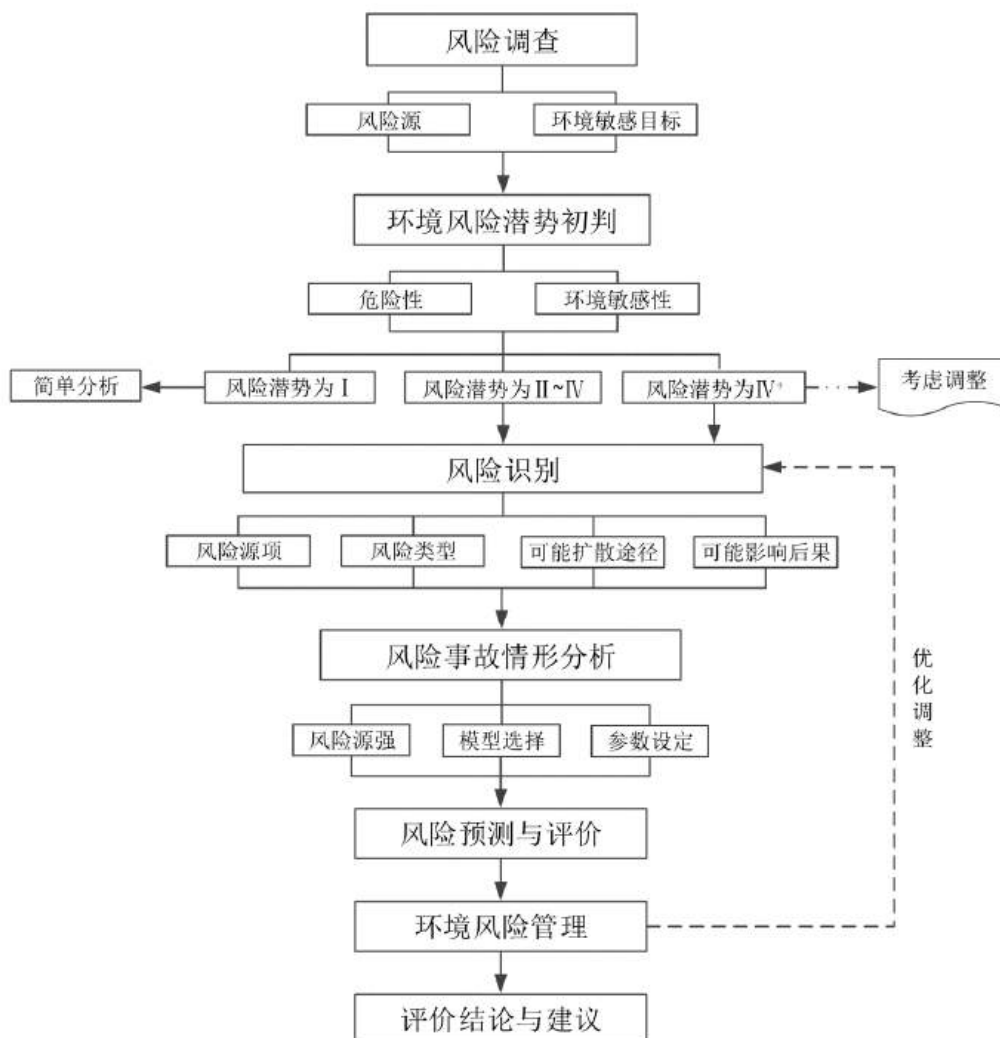 风险调查
风险源
环境敏感目标
环境风险潜势初判
危险性
环境敏感性
简单分析
风险潜势为Ⅰ
风险潜势为Ⅱ~Ⅳ
风险潜势为Ⅳ⁺
考虑调整
风险识别
风险源项
风险类型
可能扩散途径
可能影响后果
风险事故情形分析
风险源强
模型选择
参数设定
优化调整
风险预测与评价
环境风险管理
评价结论与建议